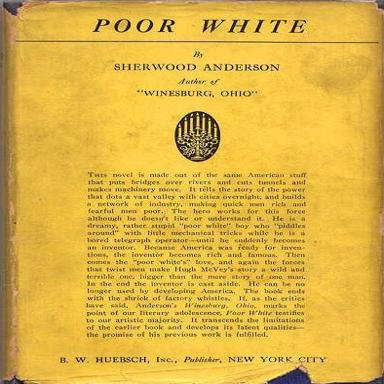 POOR WHITE
By
SHERWOOD ANDERSON
Author of
"WINESBURG, OHIO"
THIS novel is made out of the same American stuff
that puts bridges over rivers and cuts tunnels and
makes machinery move. It tells the story of the power
that dots a vast valley with cities overnight, and builds
a network of industry, making quick men rich and
fearful men poor. The hero works for this force
although he doesn't like or understand it. He is a
dreamy, rather stupid "poor white" boy who "piddles
around" with little mechanical tricks while he is a
bored telegraph operator—until he suddenly becomes
an inventor. Because America was ready for inven-
tions, the inventor becomes rich and famous. Then
comes the "poor white's" love, and again the forces
that twist men make Hugh McVey's story a wild and
terrible one, bigger than the mere story of one man.
In the end the inventor is cast aside. He can be no
longer used by developing America. The book ends
with the shriek of factory whistles. If, as the critics
have said, Anderson's Winesburg, Ohio, marks the
point of our literary adolescence, Poor White testifies
to our artistic majority. It transcends the limitations
of the earlier book and develops its latent qualities—
the promise of his previous work is fulfilled.
B. W. HUEBSCH, INC., Publisher, NEW YORK CITY